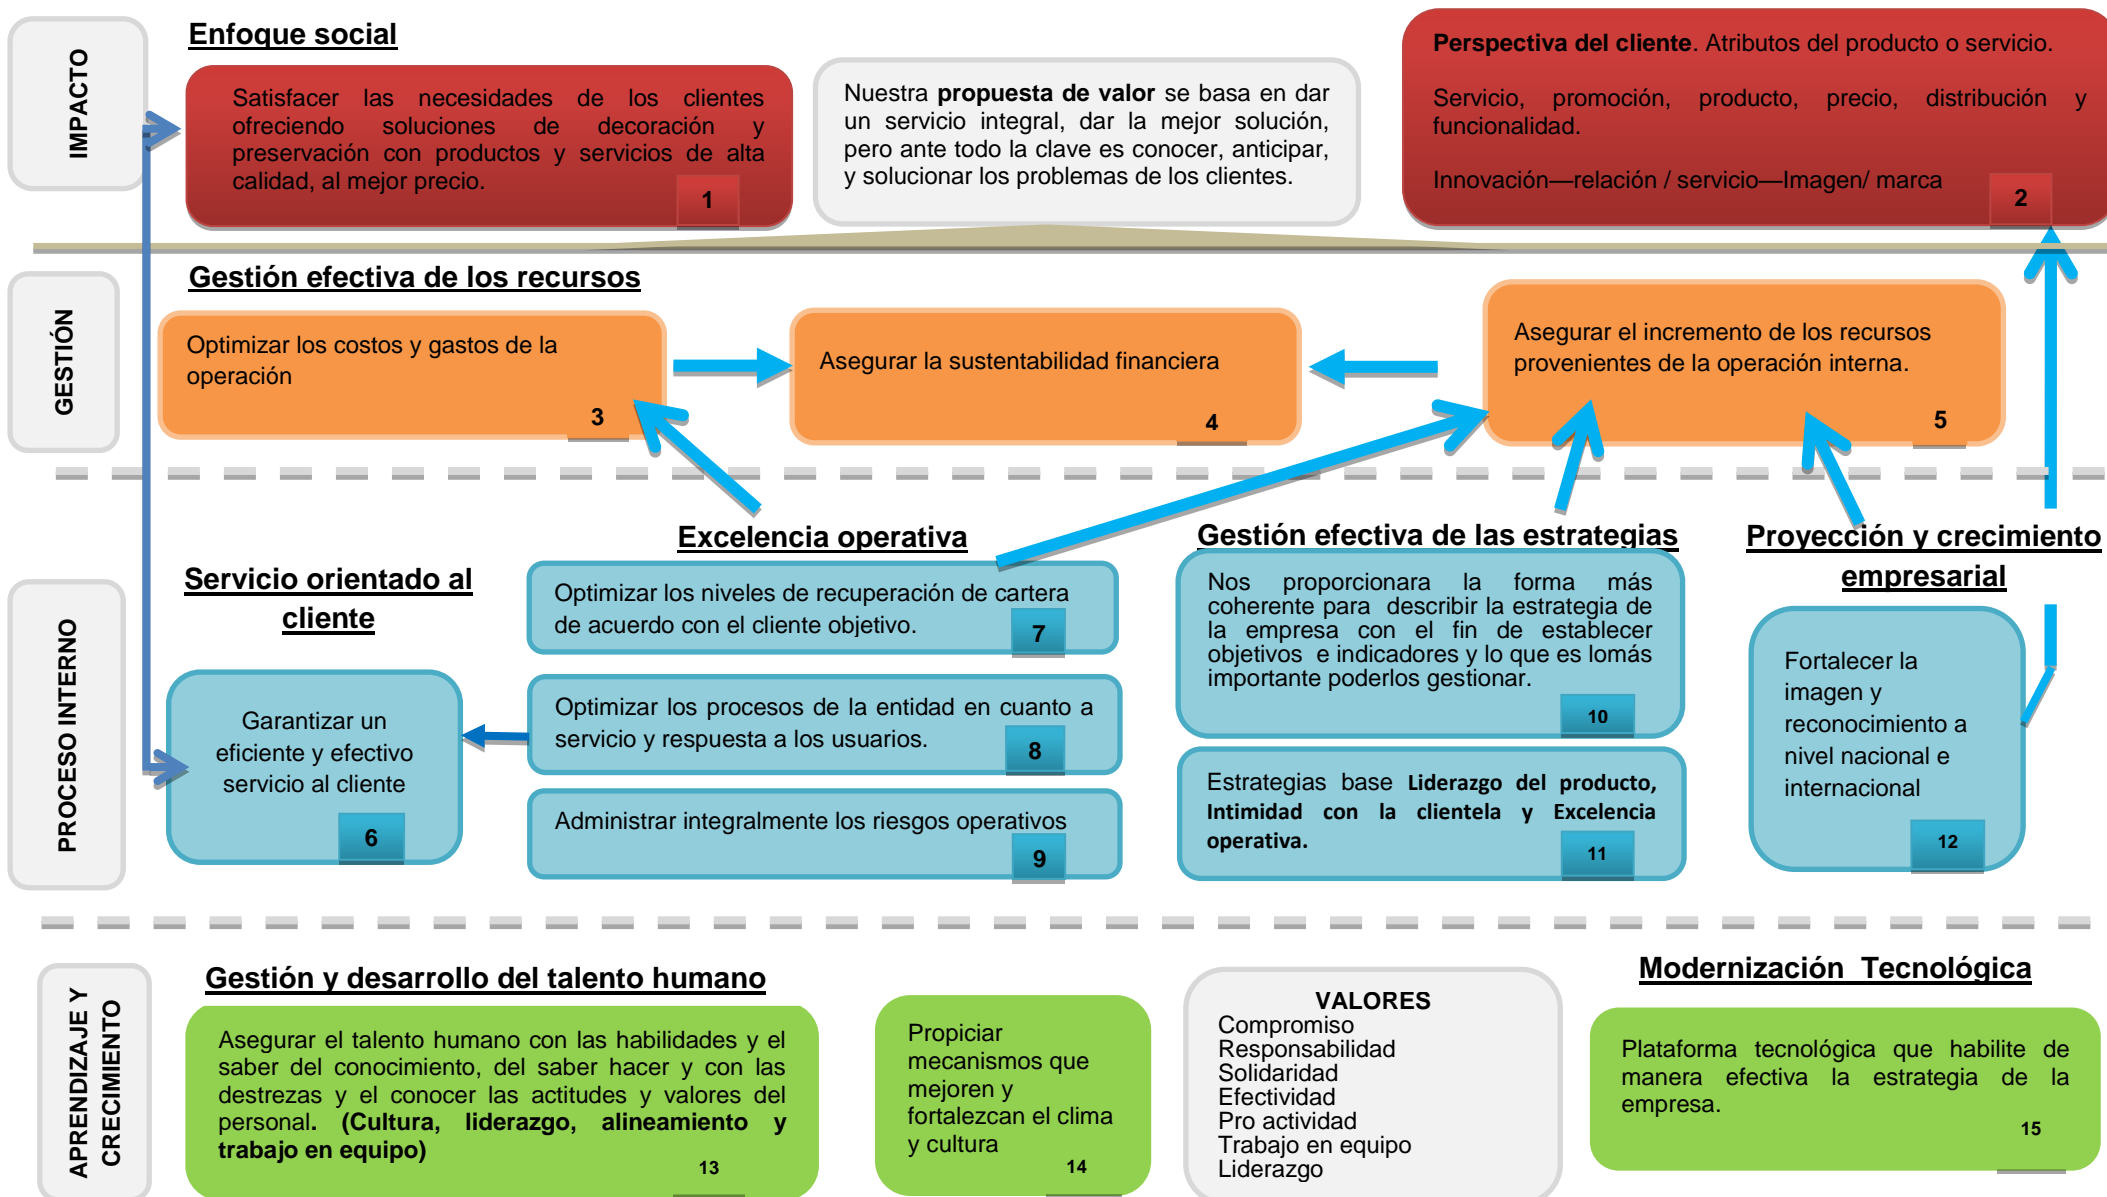 IMPACTO
Enfoque social
Satisfacer las necesidades de los clientes
ofreciendo soluciones de decoración y
preservación con productos y servicios de alta
calidad, al mejor precio.
1
Nuestra propuesta de valor se basa en dar
un servicio integral, dar la mejor solución,
pero ante todo la clave es conocer, anticipar,
y solucionar los problemas de los clientes.
Perspectiva del cliente. Atributos del producto o servicio.
Servicio, promoción, producto, precio, distribución y
funcionalidad.
Innovación—relación / servicio—Imagen/ marca
2
GESTIÓN
Gestión efectiva de los recursos
Optimizar los costos y gastos de la
operación
3
Asegurar la sustentabilidad financiera
4
Asegurar el incremento de los recursos
provenientes de la operación interna.
5
PROCESO INTERNO
Servicio orientado al
cliente
Garantizar un
eficiente y efectivo
servicio al cliente
6
Excelencia operativa
Optimizar los niveles de recuperación de cartera
de acuerdo con el cliente objetivo.
7
Optimizar los procesos de la entidad en cuanto a
servicio y respuesta a los usuarios.
8
Administrar integralmente los riesgos operativos
9
Gestión efectiva de las estrategias
Nos proporcionara la forma más
coherente para describir la estrategia de
la empresa con el fin de establecer
objetivos e indicadores y lo que es lomás
importante poderlos gestionar.
10
Estrategias base Liderazgo del producto,
Intimidad con la clientela y Excelencia
operativa.
11
Proyección y crecimiento
empresarial
Fortalecer la
imagen y
reconocimiento a
nivel nacional e
internacional
12
APRENDIZAJE Y
CRECIMIENTO
Gestión y desarrollo del talento humano
Asegurar el talento humano con las habilidades y el
saber del conocimiento, del saber hacer y con las
destrezas y el conocer las actitudes y valores del
personal. (Cultura, liderazgo, alineamiento y
trabajo en equipo)
13
Propiciar
mecanismos que
mejoren y
fortalezcan el clima
y cultura
14
VALORES
Compromiso
Responsabilidad
Solidaridad
Efectividad
Pro actividad
Trabajo en equipo
Liderazgo
Modernización Tecnológica
Plataforma tecnológica que habilite de
manera efectiva la estrategia de la
empresa.
15